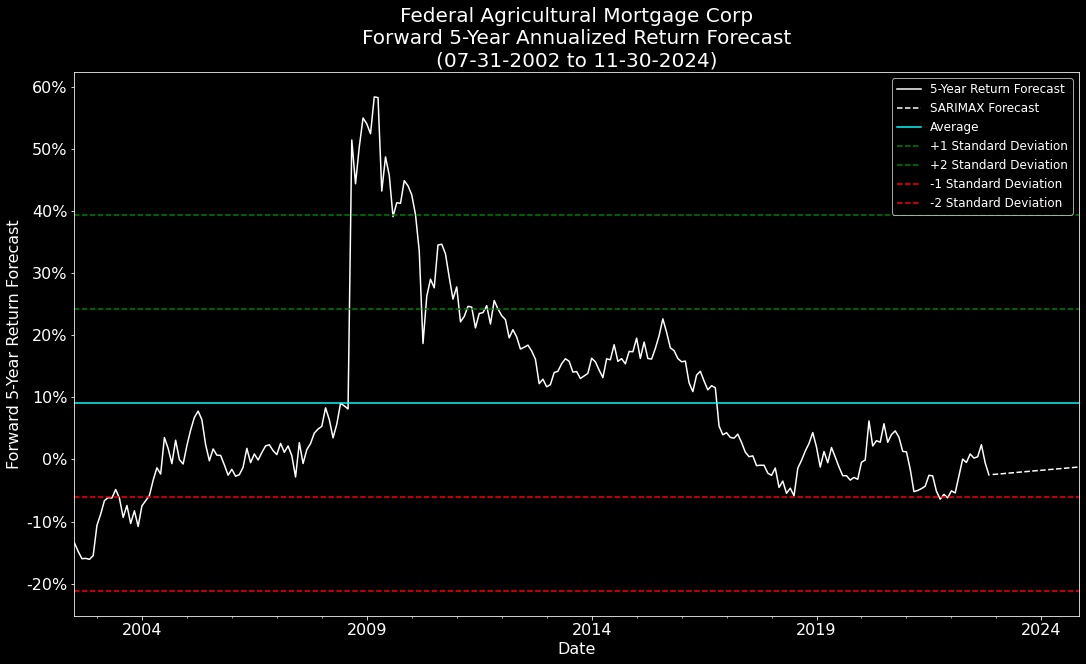 Federal Agricultural Mortgage Corp
Forward 5-Year Annualized Return Forecast
(07-31-2002 to 11-30-2024)
5-Year Return Forecast
SARIMAX Forecast
Average
+1 Standard Deviation
+2 Standard Deviation
-1 Standard Deviation
-2 Standard Deviation
Forward 5-Year Return Forecast
60%
50%
40%
30%
20%
10%
0%
-10%
-20%
2004
2009
2014
2019
2024
Date